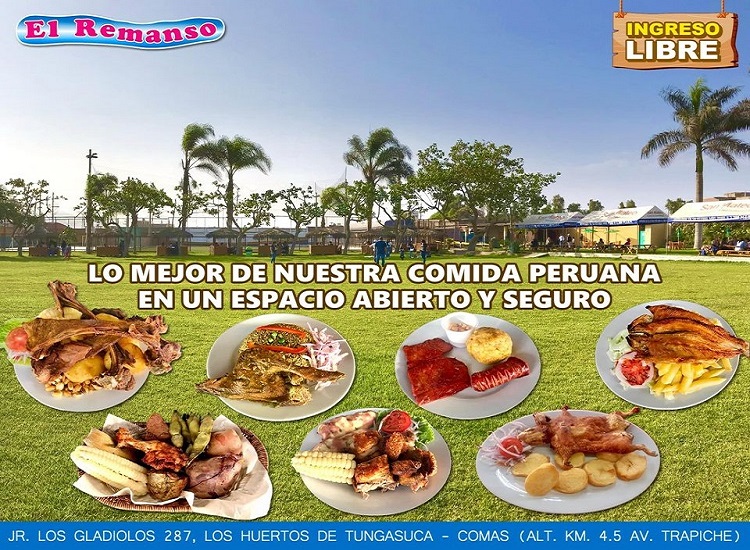 El Remanso
INGRESO
LIBRE
LO MEJOR DE NUESTRA COMIDA PERUANA
EN UN ESPACIO ABIERTO Y SEGURO
JR. LOS GLADIOLOS 287, LOS HUERTOS DE TUNGASUCA - COMAS (ALT. KM. 4.5 AV. TRAPICHE)